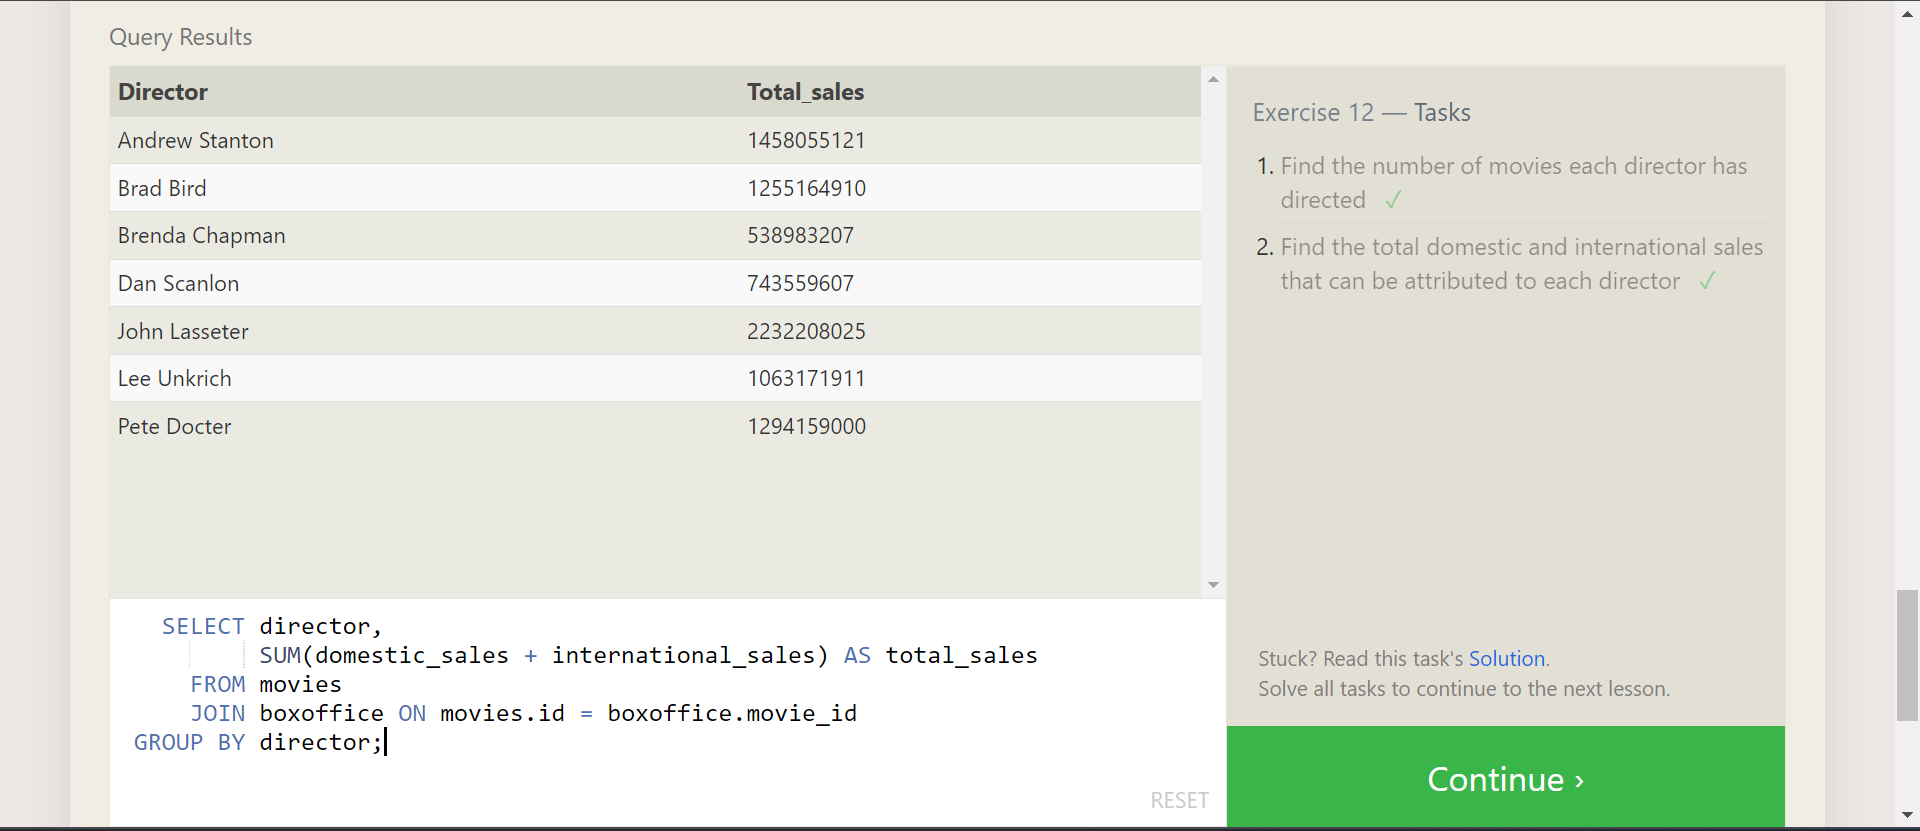 Query Results
Director Total_sales
Andrew Stanton 1458055121
Brad Bird 1255164910
Brenda Chapman 538983207
Dan Scanlon 743559607
John Lasseter 2232208025
Lee Unkrich 1063171911
Pete Docter 1294159000
SELECT director,
SUM(domestic_sales + international_sales) AS total_sales
FROM movies
JOIN boxoffice ON movies.id = boxoffice.movie_id
GROUP BY director;
RESET
Exercise 12 — Tasks
1. Find the number of movies each director has
directed ✓
2. Find the total domestic and international sales
that can be attributed to each director ✓
Stuck? Read this task's Solution.
Solve all tasks to continue to the next lesson.
Continue ›